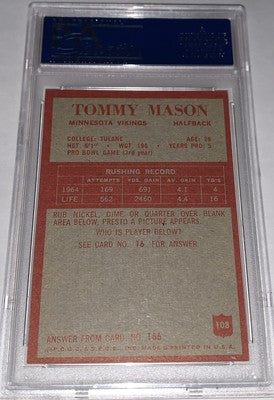 TOMMY MASON
MINNESOTA VIKINGS HALFBACK
COLLEGE: TULANE AGE: 26
HGT: 6'1" WGT: 196 YEARS PRO: 5
PRO BOWL GAME (3rd year)
RUSHING RECORD
ATTEMPTS YDS. GAIN AV. GAIN TD'S
1964 169 691 4.1 4
LIFE 562 2460 4.4 16
RUB NICKEL, DIME OR QUARTER OVER BLANK
AREA BELOW. PRESTO A PICTURE APPEARS.
WHO IS PLAYER BELOW?
SEE CARD NO. 16 FOR ANSWER.
108
ANSWER FROM CARD NO. 166
MADE & PRINTED IN U.S.A.